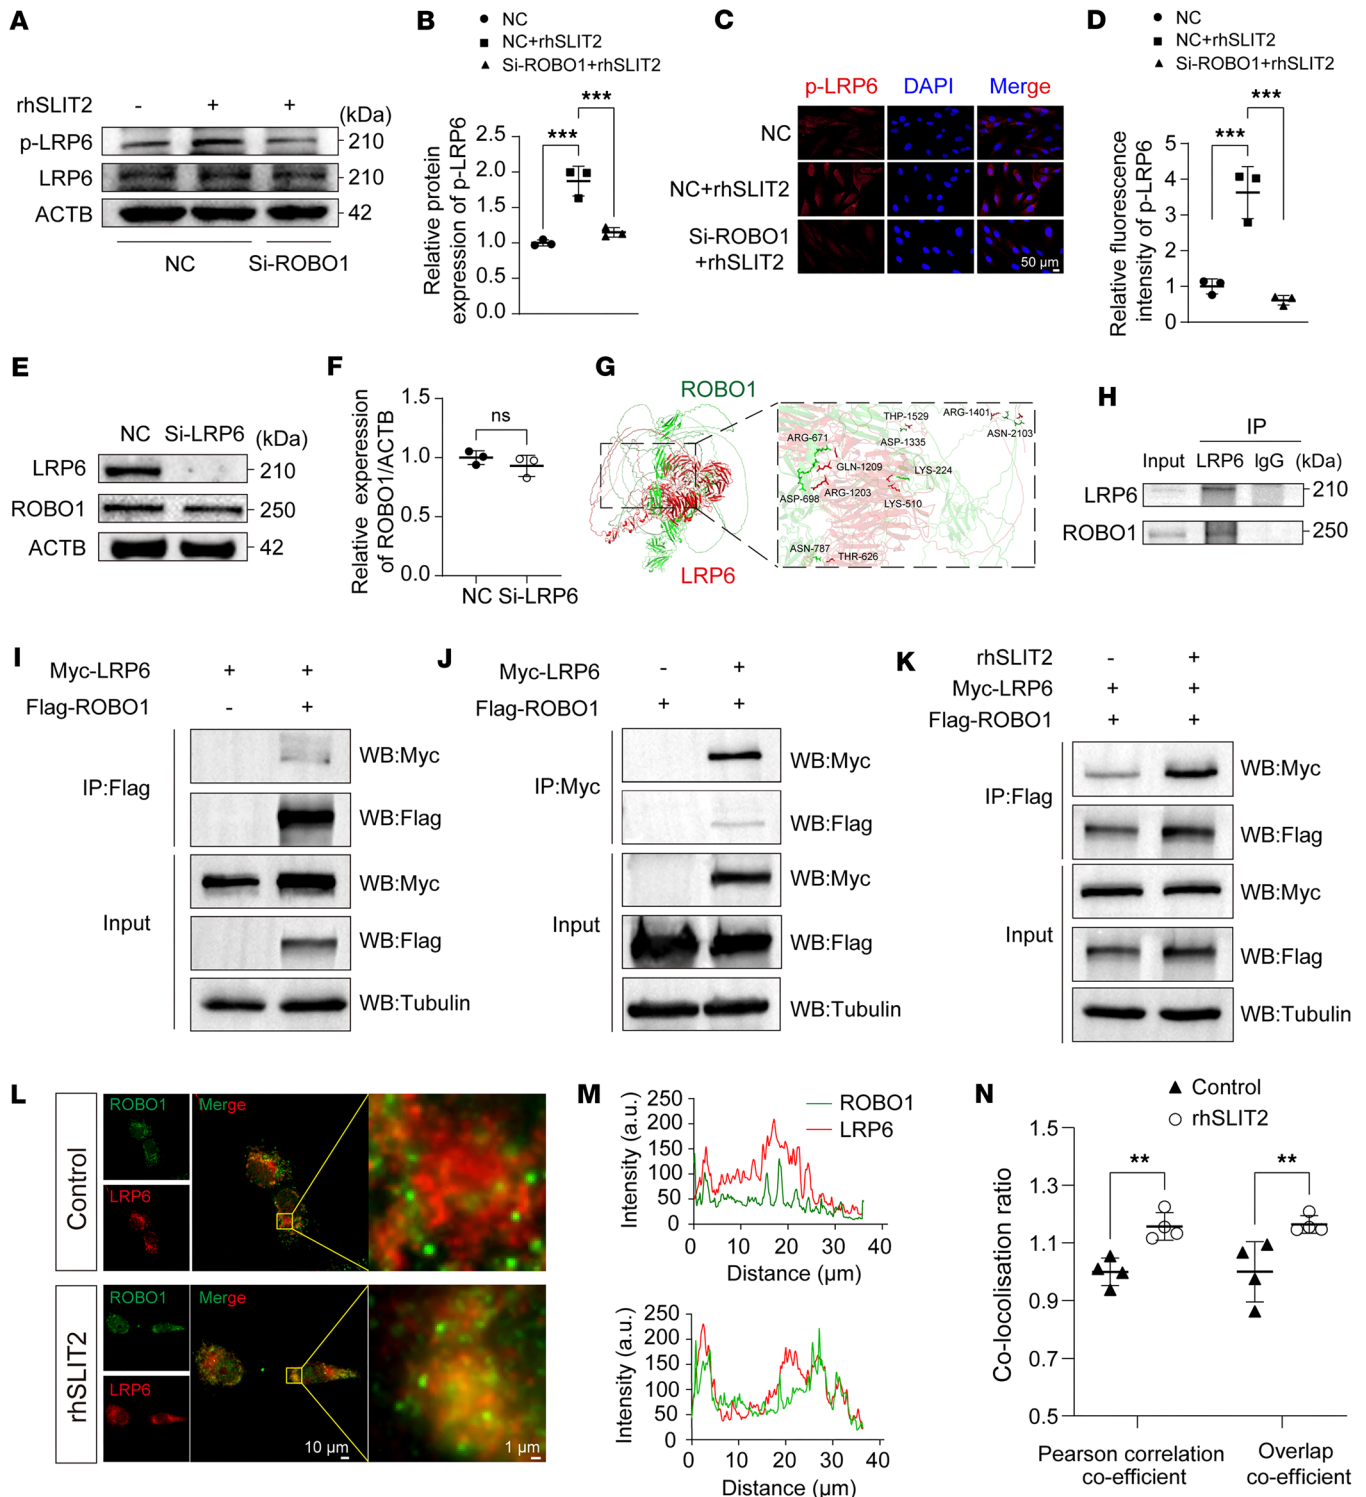 A
rhSLIT2 - + + (kDa)
p-LRP6 210
LRP6 210
ACTB 42
NC Si-ROBO1
B
NC
NC+rhSLIT2
Si-ROBO1+rhSLIT2
Relative protein
expression of p-LRP6
2.5
2.0
1.5
1.0
0.5
0.0
*** ***
C
p-LRP6 DAPI Merge
NC
NC+rhSLIT2
Si-ROBO1
+rhSLIT2
50 µm
D
NC
NC+rhSLIT2
Si-ROBO1+rhSLIT2
Relative fluorescence
intensity of p-LRP6
5
4
3
2
1
0
*** ***
E
NC Si-LRP6 (kDa)
LRP6 210
ROBO1 250
ACTB 42
F
Relative expression
of ROBO1/ACTB
1.5
1.0
0.5
0.0
ns
NC Si-LRP6
G
ROBO1
LRP6
THP-1529
ARG-1401
ASN-2103
ARG-671
ASP-1335
GLN-1209
LYS-224
ASP-698
ARG-1203
LYS-510
ASN-787
THR-626
H
IP
Input LRP6 IgG (kDa)
LRP6 210
ROBO1 250
I
Myc-LRP6 + +
Flag-ROBO1 - +
IP:Flag
WB:Myc
WB:Flag
Input
WB:Myc
WB:Flag
WB:Tubulin
J
Myc-LRP6 - +
Flag-ROBO1 + +
IP:Myc
WB:Myc
WB:Flag
Input
WB:Myc
WB:Flag
WB:Tubulin
K
rhSLIT2 - +
Myc-LRP6 + +
Flag-ROBO1 + +
IP:Flag
WB:Myc
WB:Flag
Input
WB:Myc
WB:Flag
WB:Tubulin
L
Control
ROBO1
LRP6
Merge
rhSLIT2
ROBO1
LRP6
Merge
10 µm
1 µm
M
Intensity (a.u.)
250
200
150
100
50
0
ROBO1
LRP6
0 10 20 30 40
Distance (µm)
Intensity (a.u.)
250
200
150
100
50
0
0 10 20 30 40
Distance (µm)
N
Control
rhSLIT2
Co-locolisation ratio
1.5
1.3
1.1
0.9
0.7
0.5
** **
Pearson correlation
co-efficient
Overlap
co-efficient